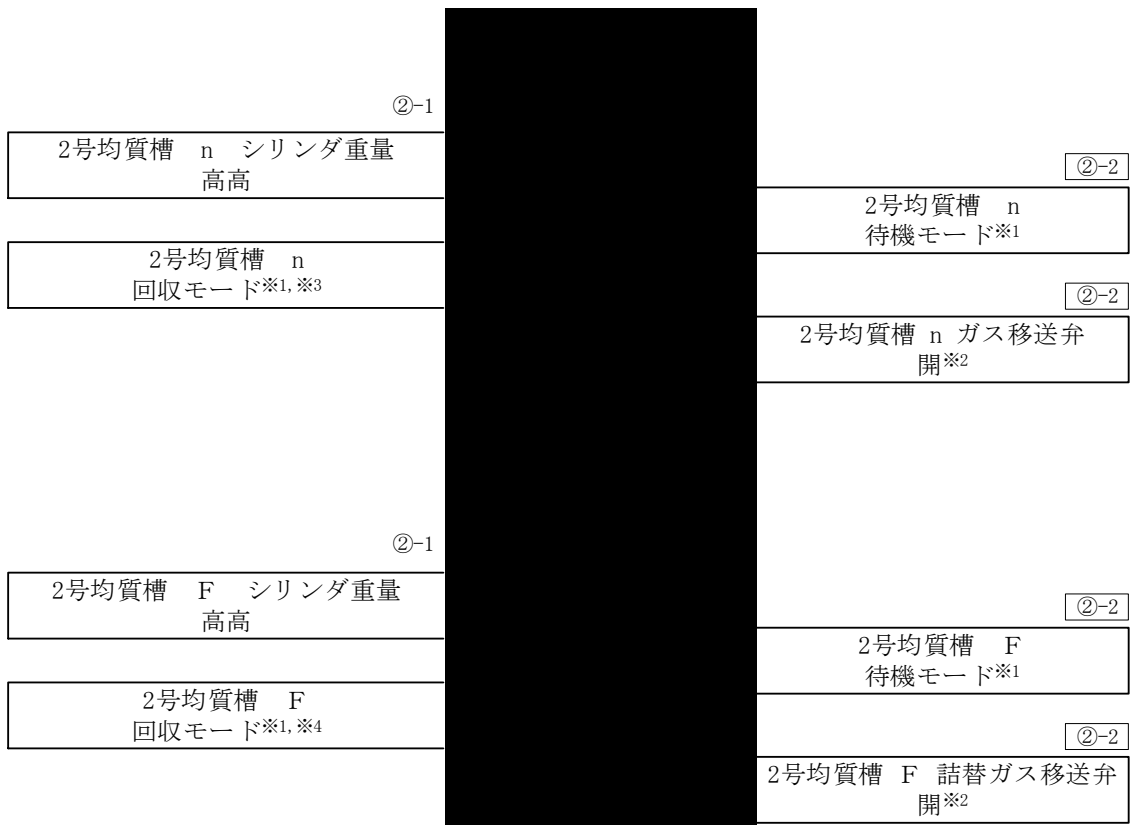 ②-1
2号均質槽 n シリンダ重量
高高
2号均質槽 n
回収モード※1,※3
②-2
2号均質槽 n
待機モード※1
②-2
2号均質槽 n ガス移送弁
開※2
②-1
2号均質槽 F シリンダ重量
高高
2号均質槽 F
回収モード※1,※4
②-2
2号均質槽 F
待機モード※1
②-2
2号均質槽 F 詰替ガス移送弁
開※2